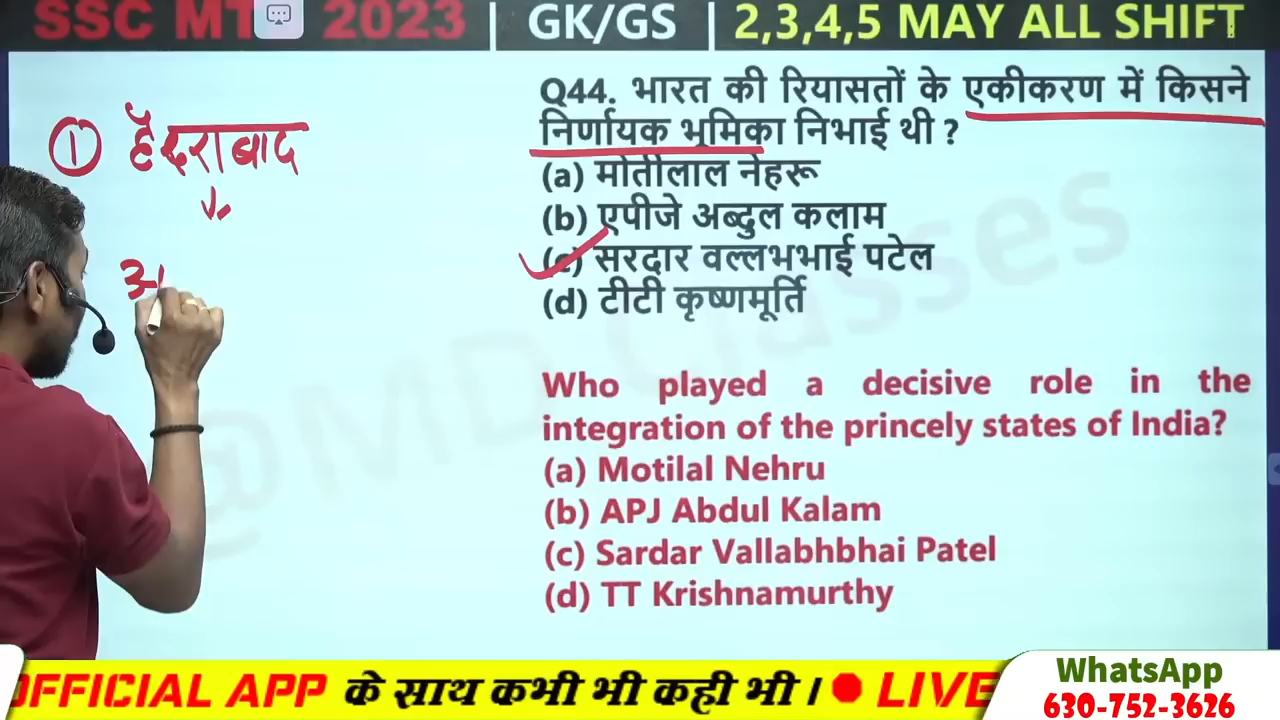 SSC MT 2023 | GK/GS | 2,3,4,5 MAY ALL SHIFT
① हैदराबाद
Q44. भारत की रियासतों के एकीकरण में किसने
निर्णायक भूमिका निभाई थी ?
(a) मोतीलाल नेहरू
(b) एपीजे अब्दुल कलाम
(c) सरदार वल्लभभाई पटेल
(d) टीटी कृष्णमूर्ति
Who played a decisive role in the
integration of the princely states of India?
(a) Motilal Nehru
(b) APJ Abdul Kalam
(c) Sardar Vallabhbhai Patel
(d) TT Krishnamurthy
@MD Classes
OFFICIAL APP के साथ कभी भी कही भी । LIVE
WhatsApp
630-752-3626